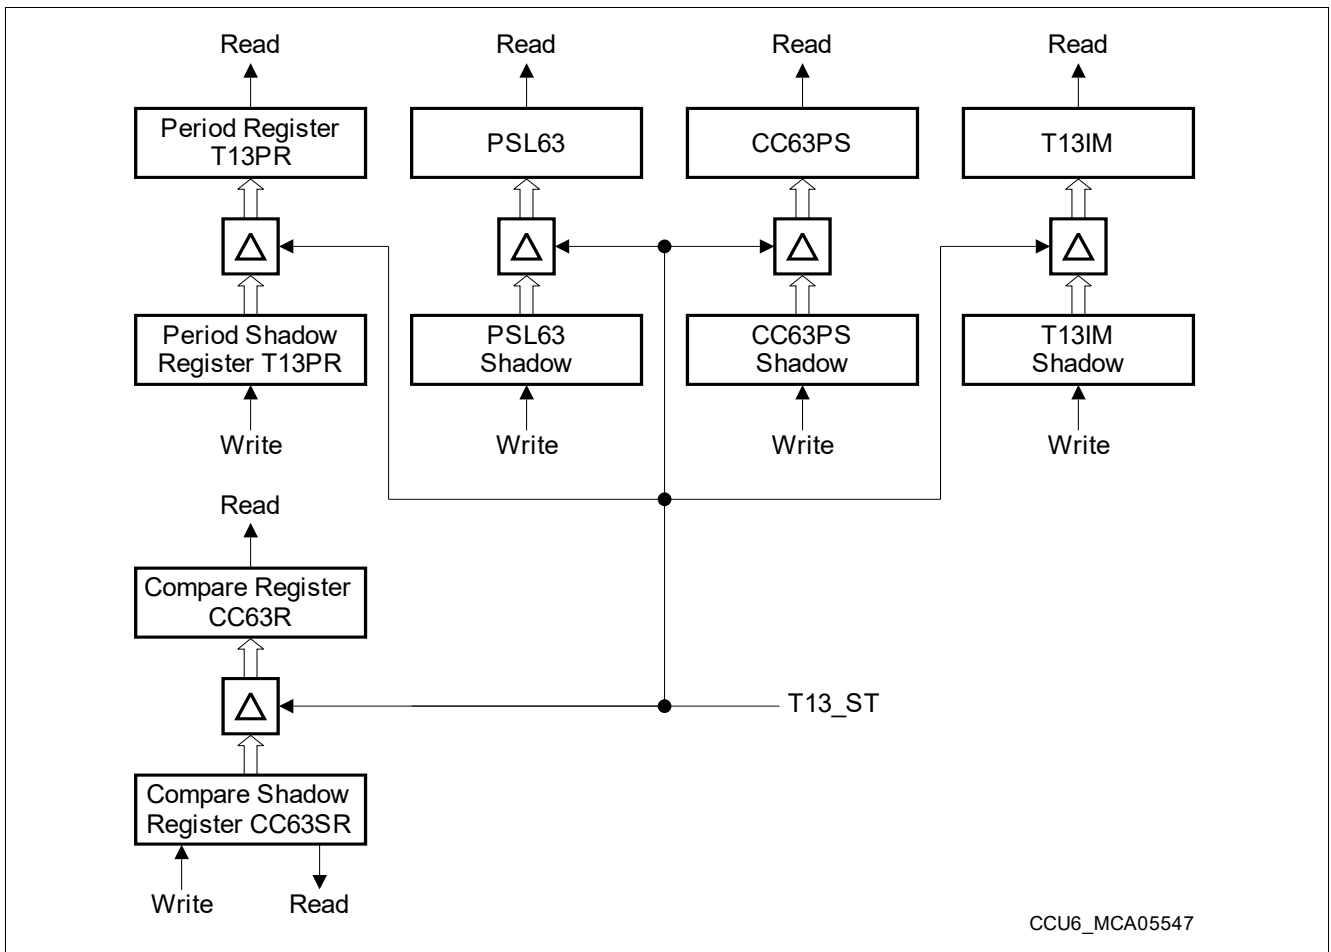 Read
Read
Read
Read
Period Register
T13PR
PSL63
CC63PS
T13IM
Period Shadow
Register T13PR
PSL63
Shadow
CC63PS
Shadow
T13IM
Shadow
Write
Write
Write
Write
Read
Compare Register
CC63R
T13_ST
Compare Shadow
Register CC63SR
Write
Read
CCU6_MCA05547